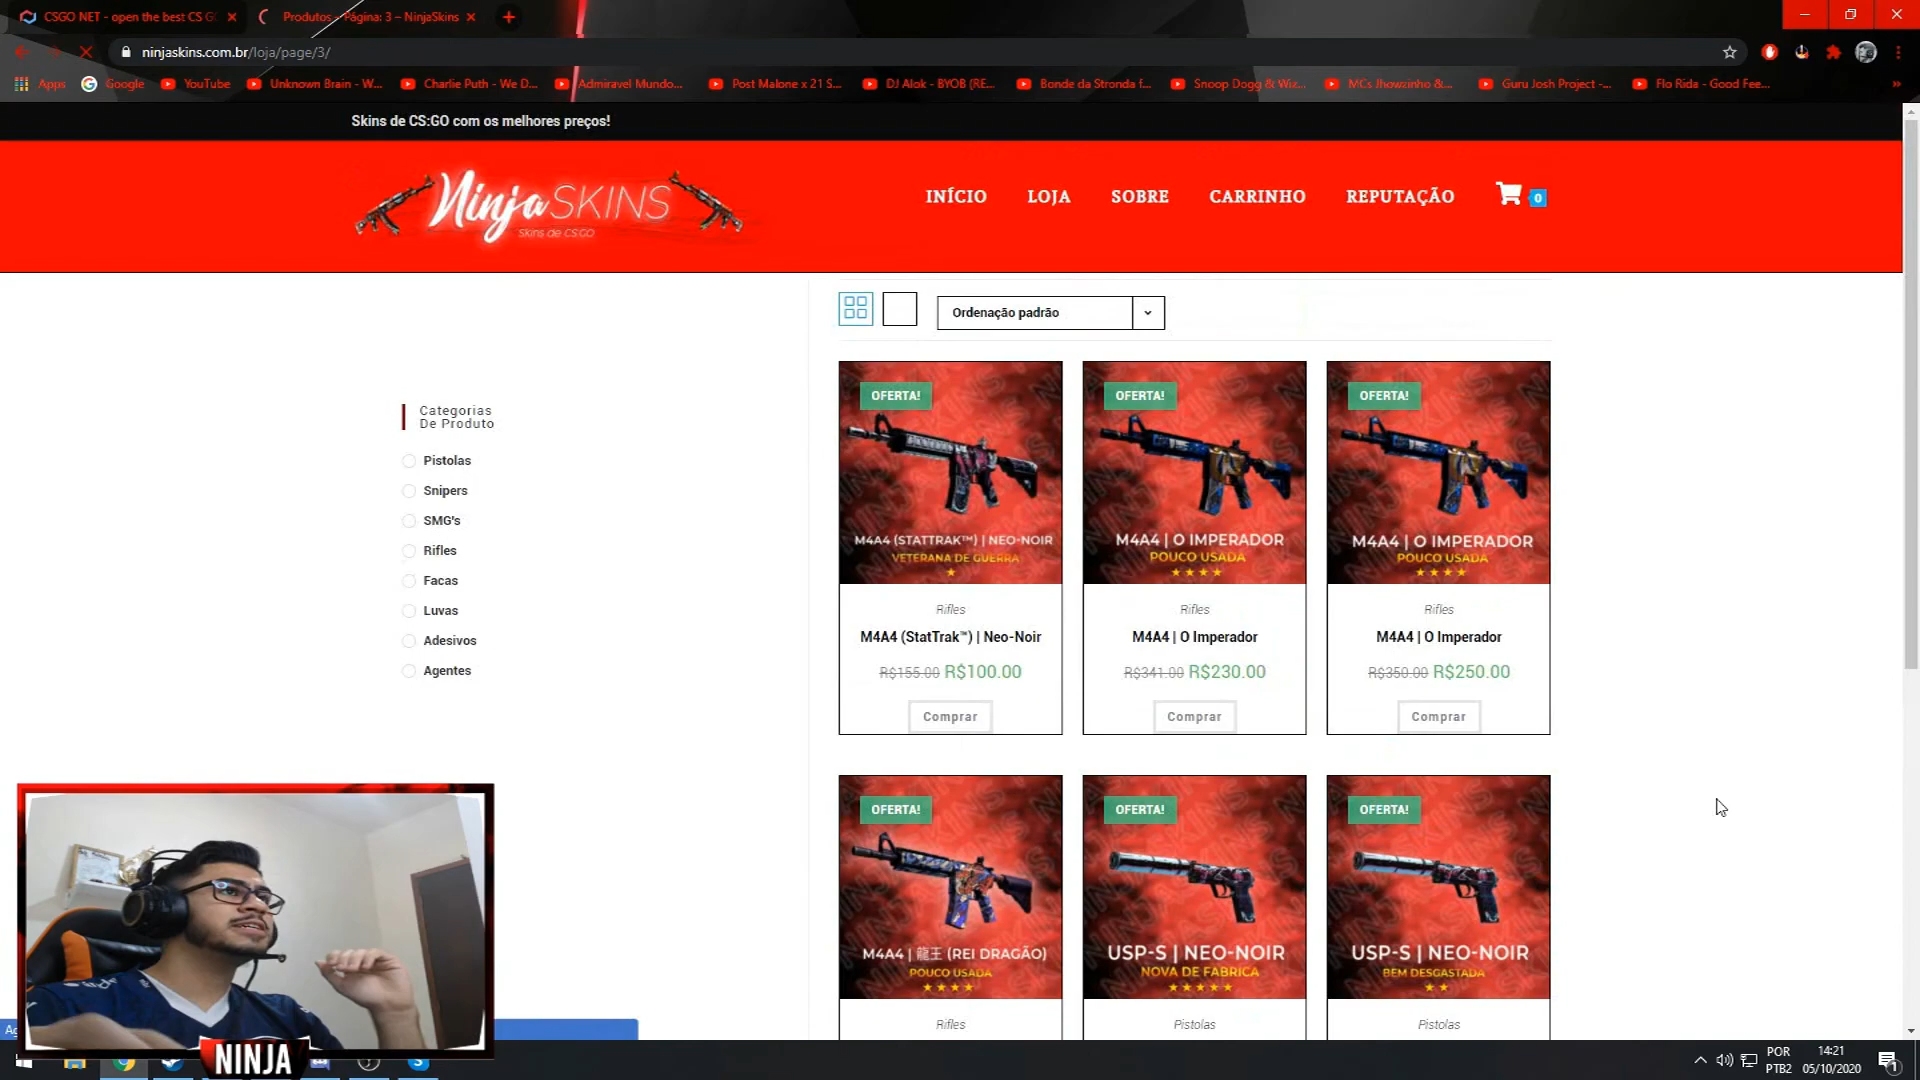 CSGO NET - open the best CS G
Produtos - Página: 3 – NinjaSkins
ninjaskins.com.br/loja/page/3/
Apps
Google
YouTube
Unknown Brain - W...
Charlie Puth - We D...
Admiravel Mundo...
Post Malone x 21 S...
DJ Alok - BYOB (RE...
Bonde da Stronda f...
Snoop Dogg & Wiz...
MCs Jhowzinho &...
Guru Josh Project -...
Flo Rida - Good Fee...
Skins de CS:GO com os melhores preços!
Ninja SKINS
Skins de CS:GO
INÍCIO
LOJA
SOBRE
CARRINHO
REPUTAÇÃO
0
Ordenação padrão
Categorias
De Produto
Pistolas
Snipers
SMG's
Rifles
Facas
Luvas
Adesivos
Agentes
OFERTA!
M4A4 (STATTRAK™) | NEO-NOIR
VETERANA DE GUERRA
Rifles
M4A4 (StatTrak™) | Neo-Noir
R$155.00 R$100.00
Comprar
OFERTA!
M4A4 | O IMPERADOR
POUCO USADA
Rifles
M4A4 | O Imperador
R$341.00 R$230.00
Comprar
OFERTA!
M4A4 | O IMPERADOR
POUCO USADA
Rifles
M4A4 | O Imperador
R$350.00 R$250.00
Comprar
OFERTA!
M4A4 | 龍王 (REI DRAGÃO)
POUCO USADA
Rifles
OFERTA!
USP-S | NEO-NOIR
NOVA DE FABRICA
Pistolas
OFERTA!
USP-S | NEO-NOIR
BEM DESGASTADA
Pistolas
NINJA
POR
PTB2
14:21
05/10/2020
1